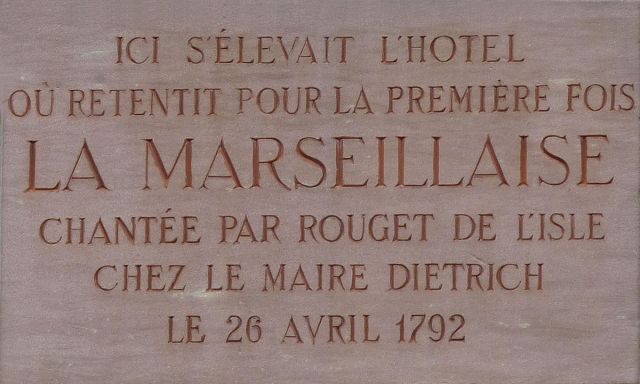 ICI S'ÉLEVAIT L'HOTEL
OÙ RETENTIT POUR LA PREMIÈRE FOIS
LA MARSEILLAISE
CHANTÉE PAR ROUGET DE L'ISLE
CHEZ LE MAIRE DIETRICH
LE 26 AVRIL 1792